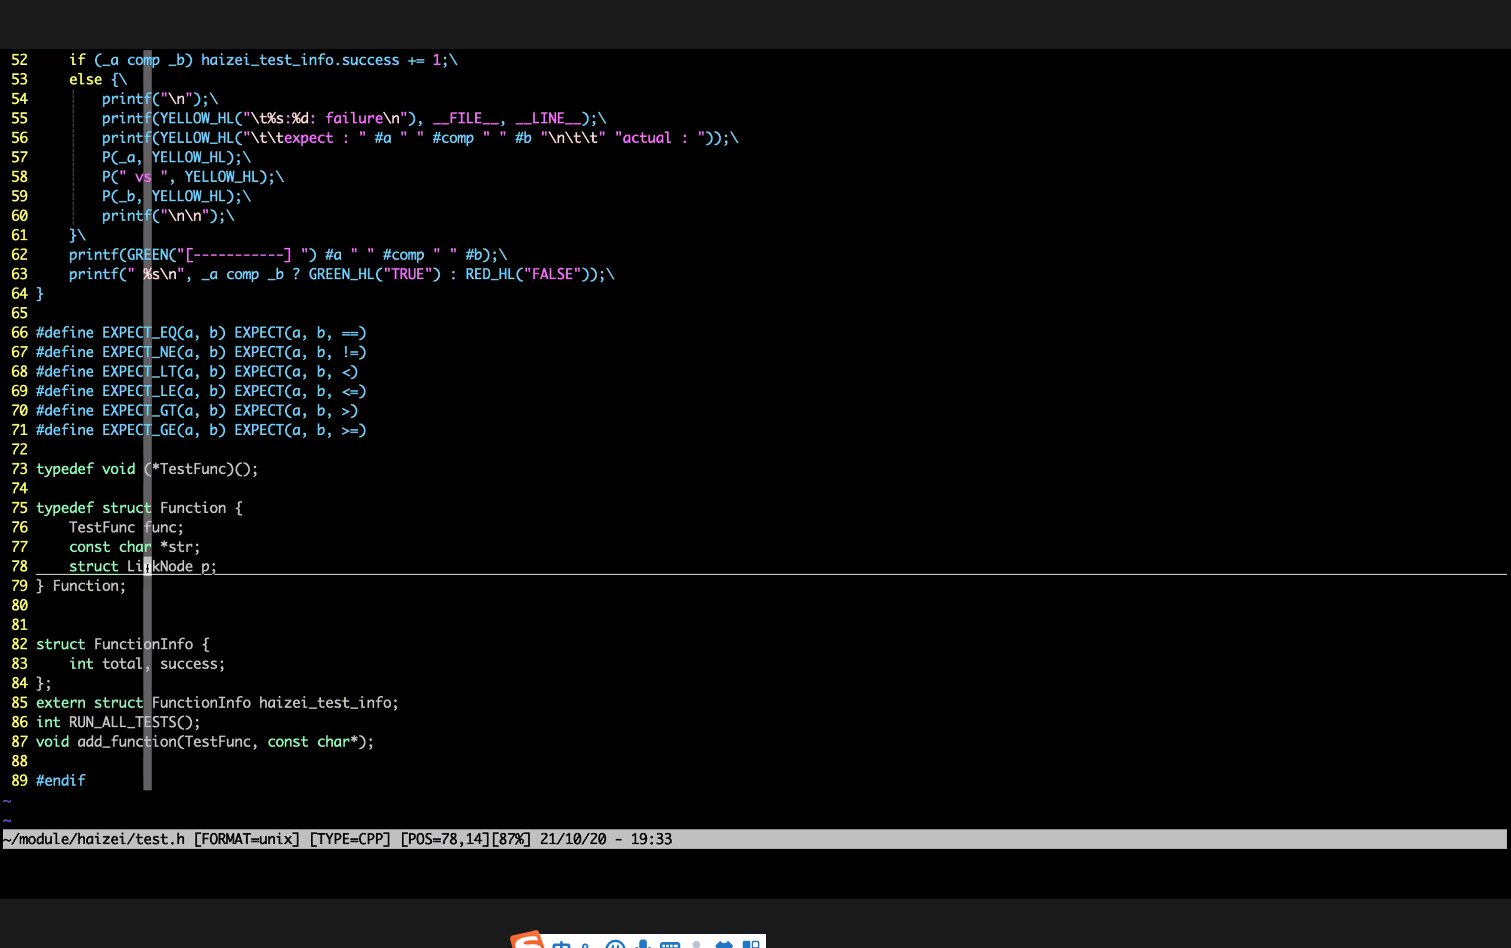 52     if (_a comp _b) haizei_test_info.success += 1;\
53     else {\
54         printf("\n");\
55         printf(YELLOW_HL("\t%s:%d: failure\n"), __FILE__, __LINE__);\
56         printf(YELLOW_HL("\t\texpect : " #a " " #comp " " #b "\n\t\t" "actual : "));\
57         P(_a, YELLOW_HL);\
58         P(" vs ", YELLOW_HL);\
59         P(_b, YELLOW_HL);\
60         printf("\n\n");\
61     }\
62     printf(GREEN("[-----------] ") #a " " #comp " " #b);\
63     printf(" %s\n", _a comp _b ? GREEN_HL("TRUE") : RED_HL("FALSE"));\
64 }
65
66 #define EXPECT_EQ(a, b) EXPECT(a, b, ==)
67 #define EXPECT_NE(a, b) EXPECT(a, b, !=)
68 #define EXPECT_LT(a, b) EXPECT(a, b, <)
69 #define EXPECT_LE(a, b) EXPECT(a, b, <=)
70 #define EXPECT_GT(a, b) EXPECT(a, b, >)
71 #define EXPECT_GE(a, b) EXPECT(a, b, >=)
72
73 typedef void (*TestFunc)();
74
75 typedef struct Function {
76     TestFunc func;
77     const char *str;
78     struct LinkNode p;
79 } Function;
80
81
82 struct FunctionInfo {
83     int total, success;
84 };
85 extern struct FunctionInfo haizei_test_info;
86 int RUN_ALL_TESTS();
87 void add_function(TestFunc, const char*);
88
89 #endif
~
~
~/module/haizei/test.h [FORMAT=unix] [TYPE=CPP] [POS=78,14][87%] 21/10/20 - 19:33